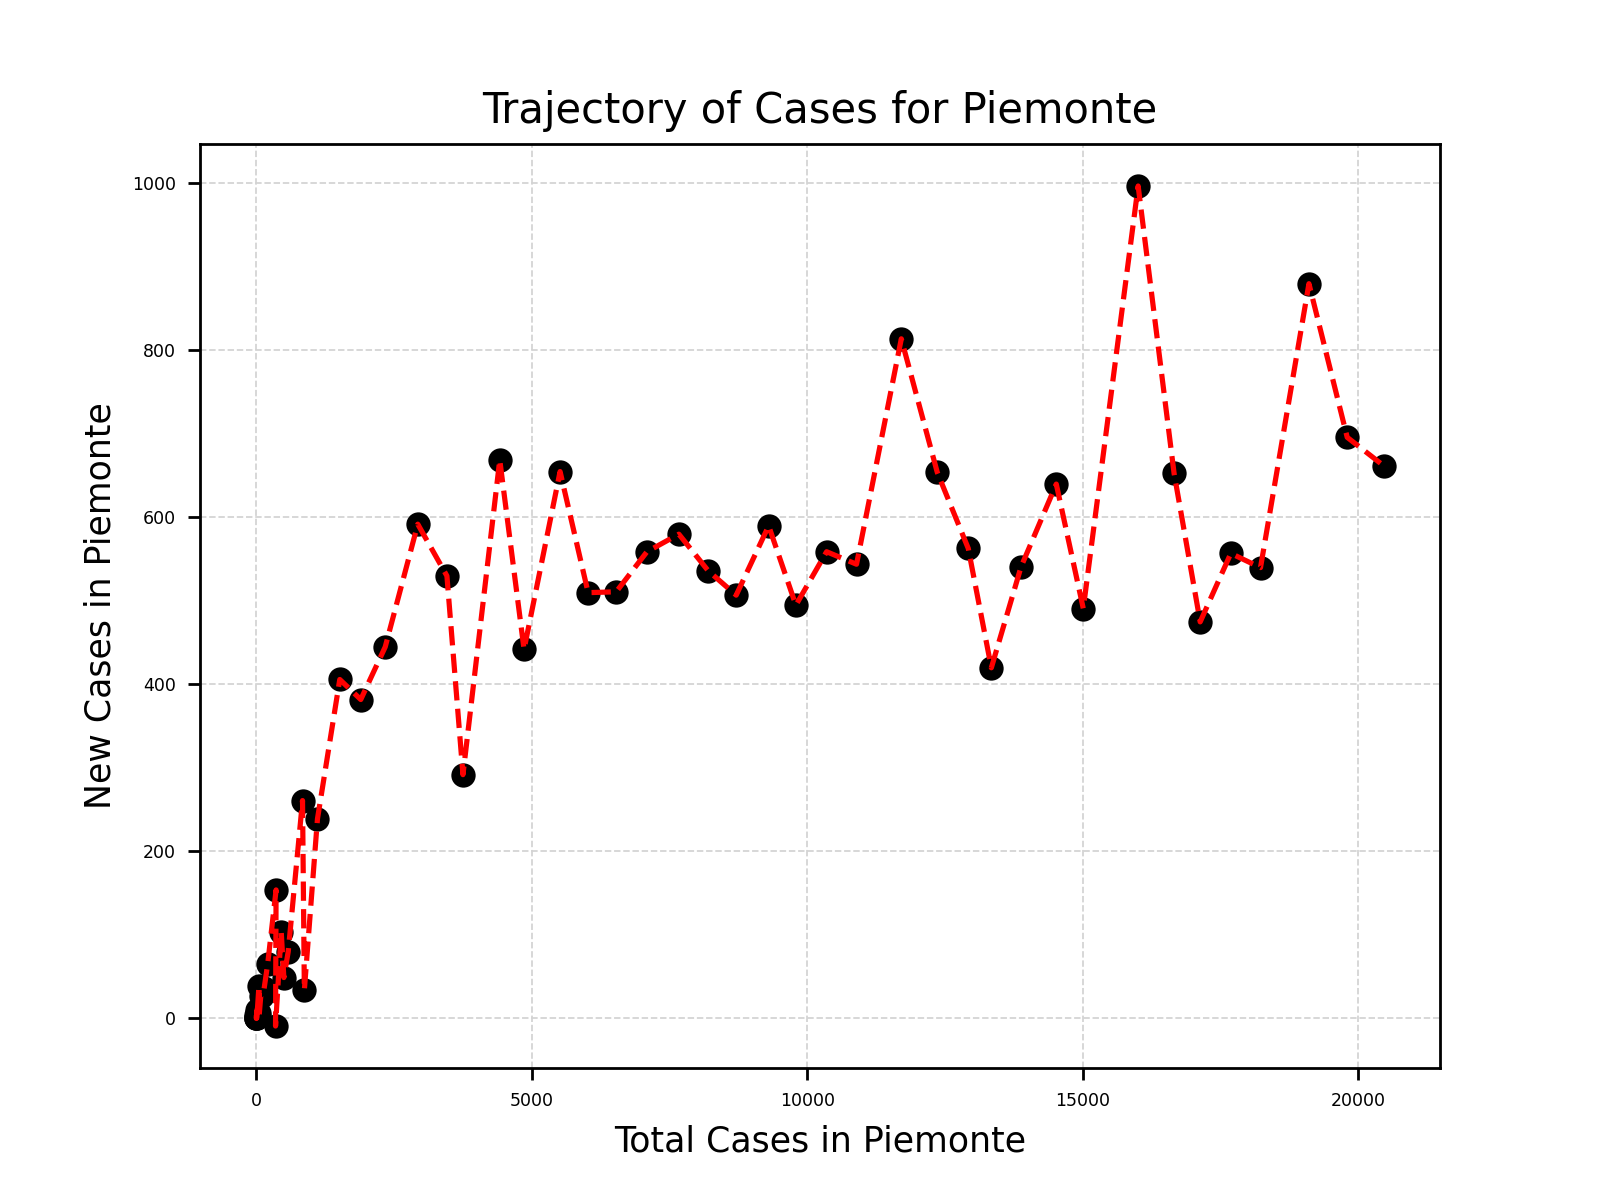 Trajectory of Cases for Piemonte
1000
800
600
400
200
0
New Cases in Piemonte
0 5000 10000 15000 20000
Total Cases in Piemonte